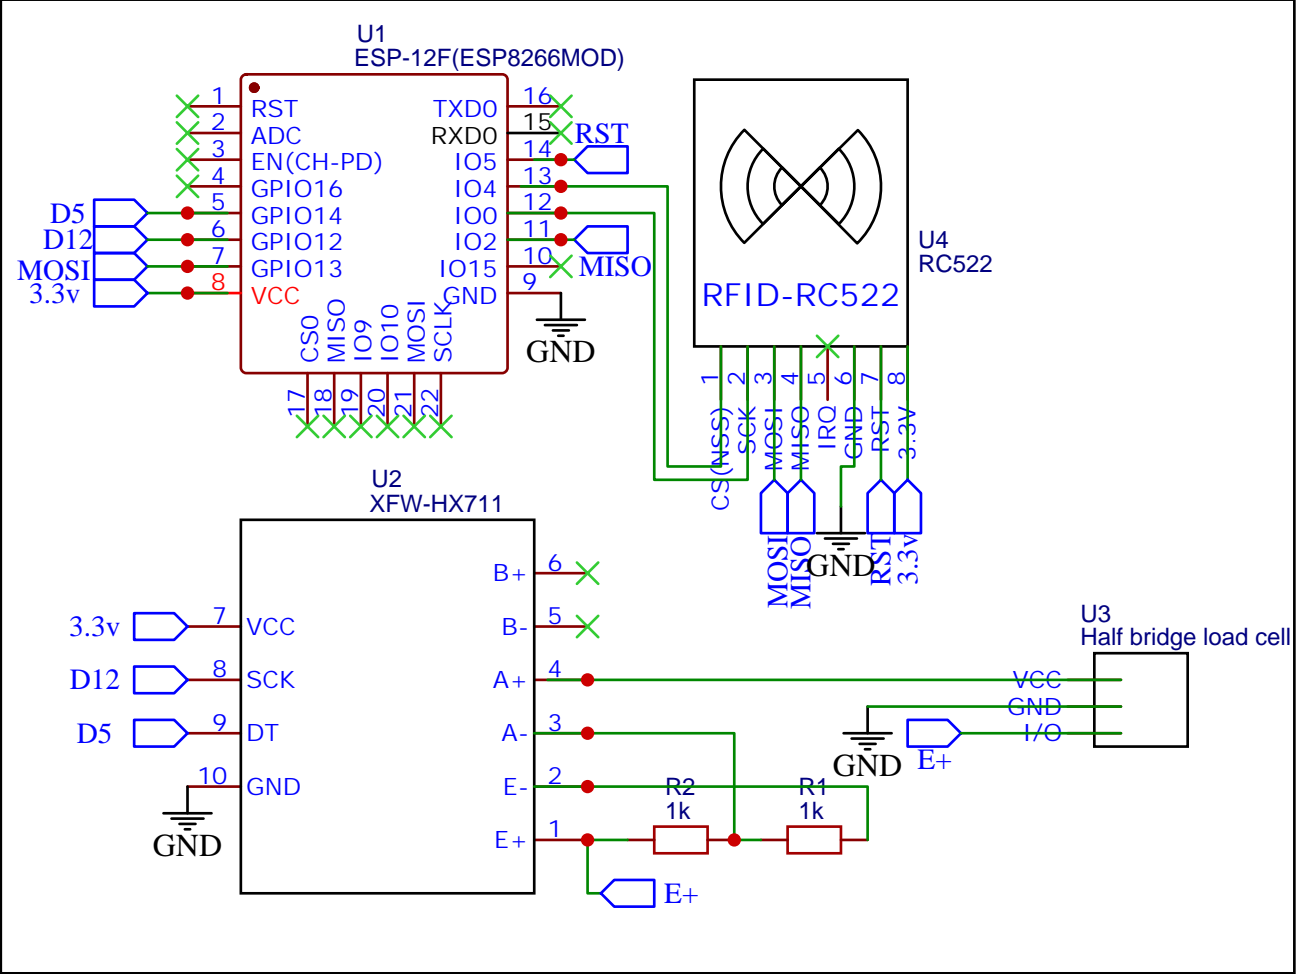 U1
ESP-12F(ESP8266MOD)
1
RST
2
ADC
3
EN(CH-PD)
4
GPIO16
D5
5
GPIO14
D12
6
GPIO12
MOSI
7
GPIO13
3.3v
8
VCC
TXD0
16
RXD0
15
IO5
14
RST
IO4
13
IO0
12
IO2
11
MISO
IO15
10
GND
9
GND
CS0
MISO
IO9
IO10
MOSI
SCLK
17
18
19
20
21
22
RFID-RC522
U4
RC522
1
2
3
4
5
6
7
8
CS(NSS)
SCK
MOSI
MISO
IRQ
GND
RST
3.3V
MOSI
MISO
GND
RST
3.3v
U2
XFW-HX711
3.3v
7
VCC
D12
8
SCK
D5
9
DT
10
GND
GND
B+
6
B-
5
A+
4
A-
3
E-
2
E+
1
R2
1k
R1
1k
E+
U3
Half bridge load cell
VCC
GND
I/O
GND
E+